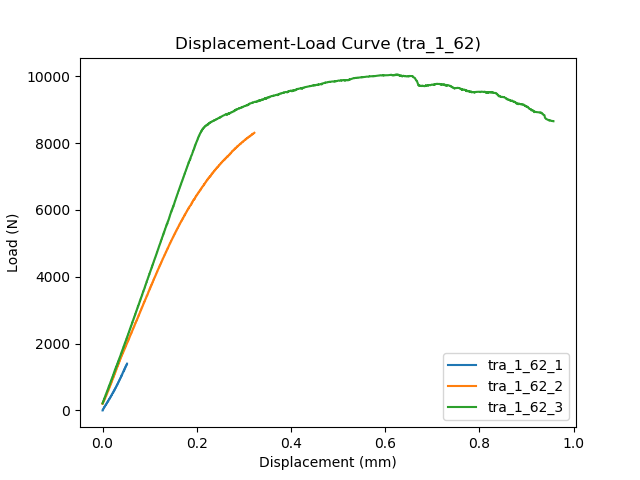 Displacement-Load Curve (tra_1_62)
Load (N)
10000
8000
6000
4000
2000
0
0.0 0.2 0.4 0.6 0.8 1.0
Displacement (mm)
tra_1_62_1
tra_1_62_2
tra_1_62_3